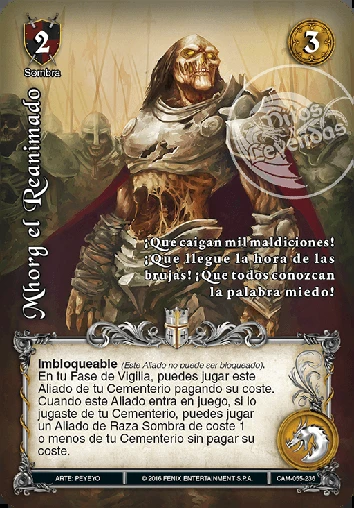 2
3
Sombra
Mitos y
Leyendas
Mhorg el Reanimado
¡Que caigan mil maldiciones!
¡Que llegue la hora de las
brujas! ¡Que todos conozcan
la palabra miedo!
Imbloqueable (Este Aliado no puede ser bloqueado).
En tu Fase de Vigilia, puedes jugar este
Aliado de tu Cementerio pagando su coste.
Cuando este Aliado entra en juego, si lo
jugaste de tu Cementerio, puedes jugar
un Aliado de Raza Sombra de coste 1
o menos de tu Cementerio sin pagar su
coste.
ARTE: PEYEYO
© 2016 FENIX ENTERTAINMENT S.P.A.
CAM-095-236